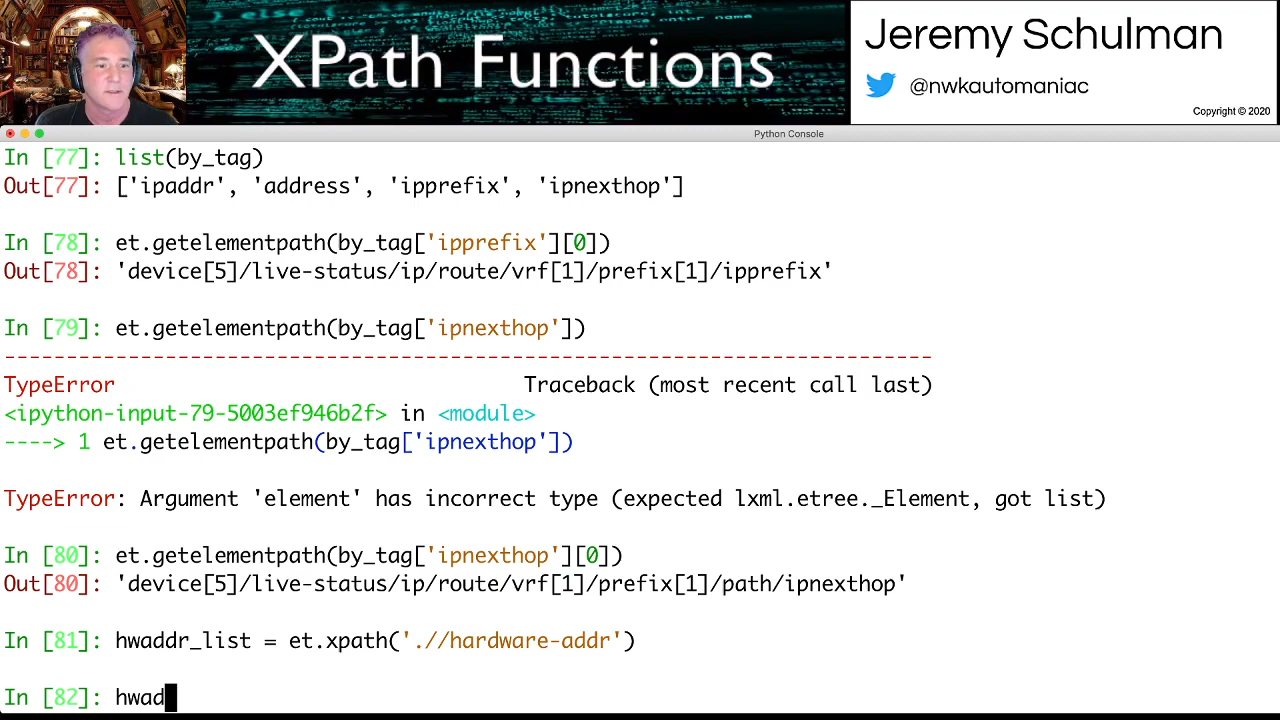 XPath Functions
Jeremy Schulman
@nwkautomaniac
Copyright © 2020
Python Console
In [77]: list(by_tag)
Out[77]: ['ipaddr', 'address', 'ipprefix', 'ipnexthop']
In [78]: et.getelementpath(by_tag['ipprefix'][0])
Out[78]: 'device[5]/live-status/ip/route/vrf[1]/prefix[1]/ipprefix'
In [79]: et.getelementpath(by_tag['ipnexthop'])
---------------------------------------------------------------------------
TypeError                                 Traceback (most recent call last)
<ipython-input-79-5003ef946b2f> in <module>
----> 1 et.getelementpath(by_tag['ipnexthop'])
TypeError: Argument 'element' has incorrect type (expected lxml.etree._Element, got list)
In [80]: et.getelementpath(by_tag['ipnexthop'][0])
Out[80]: 'device[5]/live-status/ip/route/vrf[1]/prefix[1]/path/ipnexthop'
In [81]: hwaddr_list = et.xpath('.//hardware-addr')
In [82]: hwad